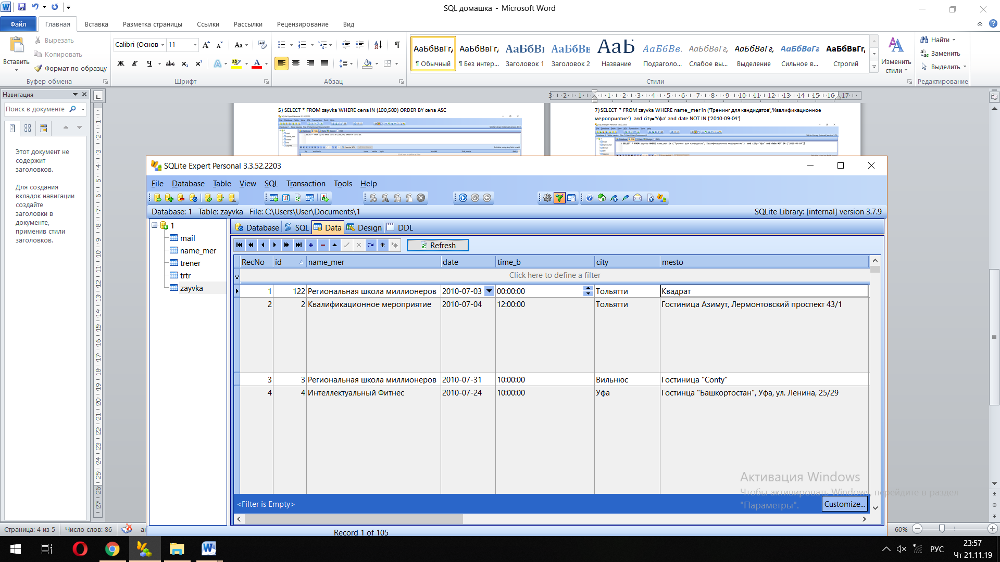 SQL домашка - Microsoft Word
Файл Главная Вставка Разметка страницы Ссылки Рассылки Рецензирование Вид
Вставить
Вырезать
Копировать
Формат по образцу
Буфер обмена
Calibri (Основ 11
Ж К Ч abc x₂ x²
Шрифт
Абзац
АаБбВвГг, АаБбВвГг, АаБбВı АаБбВв АаБ АаБбВв. АаБбВвГг, АаБбВвГг, АаБбВвГг АаБбВвГг,
¶ Обычный ¶ Без интер... Заголовок 1 Заголовок 2 Название Подзаголо... Слабое вы... Выделение Сильное в... Строгий
Стили
Изменить стили
Найти
Заменить
Выделить
Редактирование
Навигация
Поиск в документе
Этот документ не
содержит
заголовков.
Для создания
вкладок навигации
создайте
заголовки в
документе,
применив стили
заголовков.
5) SELECT * FROM zayvka WHERE cena IN (100,500) ORDER BY cena ASC
7) SELECT * FROM zayvka WHERE name_mer in ('Тренинг для кандидатов','Квалификационное
мероприятие') and city='Уфа' and date NOT IN ('2010-09-04')
SQLite Expert Personal 3.3.52.2203
File Database Table View SQL Transaction Tools Help
Database: 1 Table: zayvka File: C:\Users\User\Documents\1
SQLite Library: [internal] version 3.7.9
1
mail
name_mer
trener
trtr
zayvka
Database SQL Data Design DDL
Refresh
RecNo id name_mer date time_b city mesto
Click here to define a filter
1 122 Региональная школа миллионеров 2010-07-03 00:00:00 Тольятти Квадрат
2 2 Квалификационное мероприятие 2010-07-04 12:00:00 Тольятти Гостиница Азимут, Лермонтовский проспект 43/1
3 3 Региональная школа миллионеров 2010-07-31 10:00:00 Вильнюс Гостиница "Conty"
4 4 Интеллектуальный Фитнес 2010-07-24 10:00:00 Уфа Гостинца "Башкортостан", Уфа, ул. Ленина, 25/29
Активация Windows
Чтобы активировать Windows, перейдите в раздел
"Параметры".
<Filter is Empty>
Customize...
Record 1 of 105
Страница: 4 из 5 Число слов: 86
60%
РУС
23:57
Чт 21.11.19